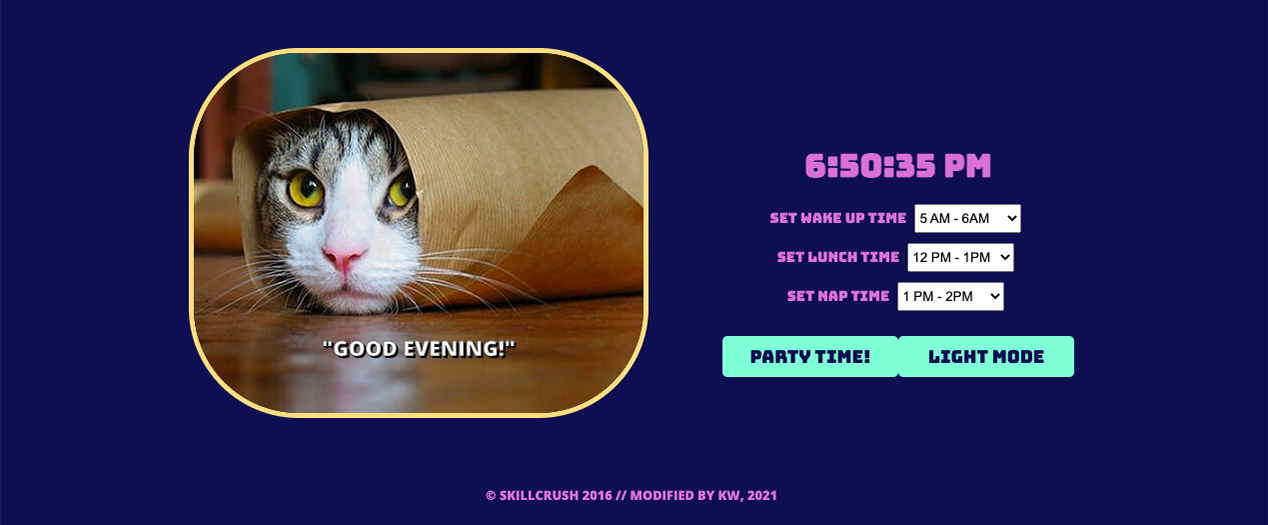 6:50:35 PM
SET WAKE UP TIME 5 AM - 6AM
SET LUNCH TIME 12 PM - 1PM
SET NAP TIME 1 PM - 2PM
"GOOD EVENING!"
PARTY TIME! LIGHT MODE
© SKILLCRUSH 2016 // MODIFIED BY KW, 2021